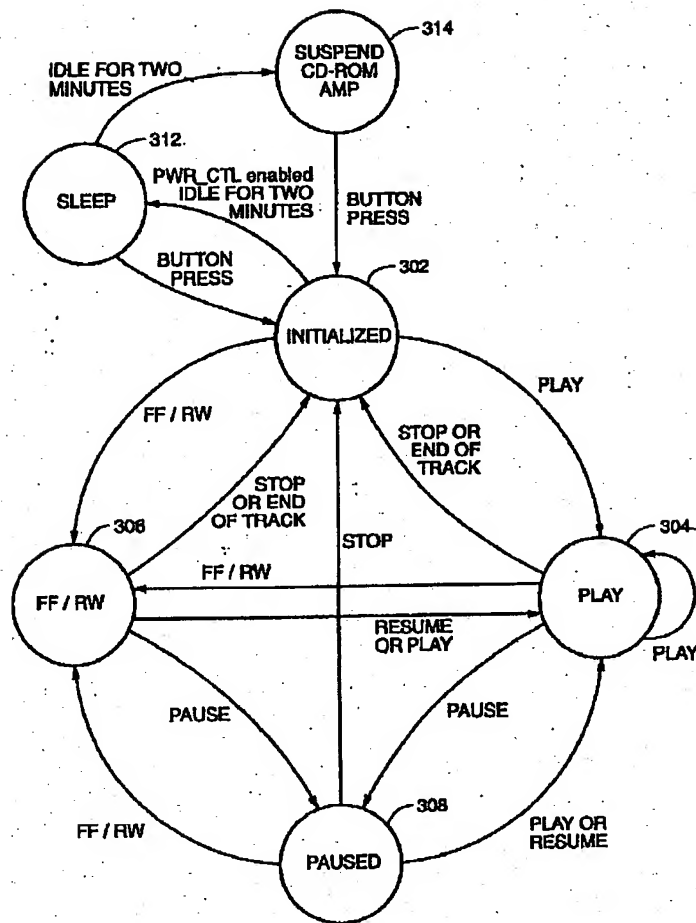 314
SUSPEND
CD-ROM
AMP
IDLE FOR TWO
MINUTES
312
SLEEP
PWR_CTL enabled
IDLE FOR TWO
MINUTES
BUTTON
PRESS
BUTTON
PRESS
302
INITIALIZED
FF / RW
PLAY
STOP
OR END
OF TRACK
STOP OR
END OF
TRACK
STOP
306
FF / RW
304
PLAY
PLAY
FF / RW
RESUME
OR PLAY
PAUSE
PAUSE
308
PAUSED
FF / RW
PLAY OR
RESUME